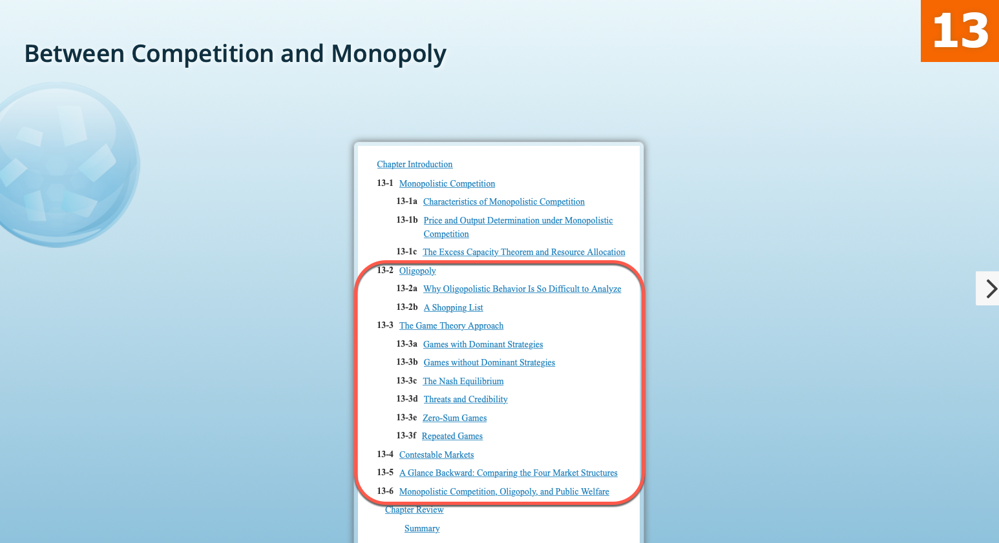 13
Between Competition and Monopoly
Chapter Introduction
13-1 Monopolistic Competition
13-1a Characteristics of Monopolistic Competition
13-1b Price and Output Determination under Monopolistic
Competition
13-1c The Excess Capacity Theorem and Resource Allocation
13-2 Oligopoly
13-2a Why Oligopolistic Behavior Is So Difficult to Analyze
13-2b A Shopping List
13-3 The Game Theory Approach
13-3a Games with Dominant Strategies
13-3b Games without Dominant Strategies
13-3c The Nash Equilibrium
13-3d Threats and Credibility
13-3e Zero-Sum Games
13-3f Repeated Games
13-4 Contestable Markets
13-5 A Glance Backward: Comparing the Four Market Structures
13-6 Monopolistic Competition, Oligopoly, and Public Welfare
Chapter Review
Summary